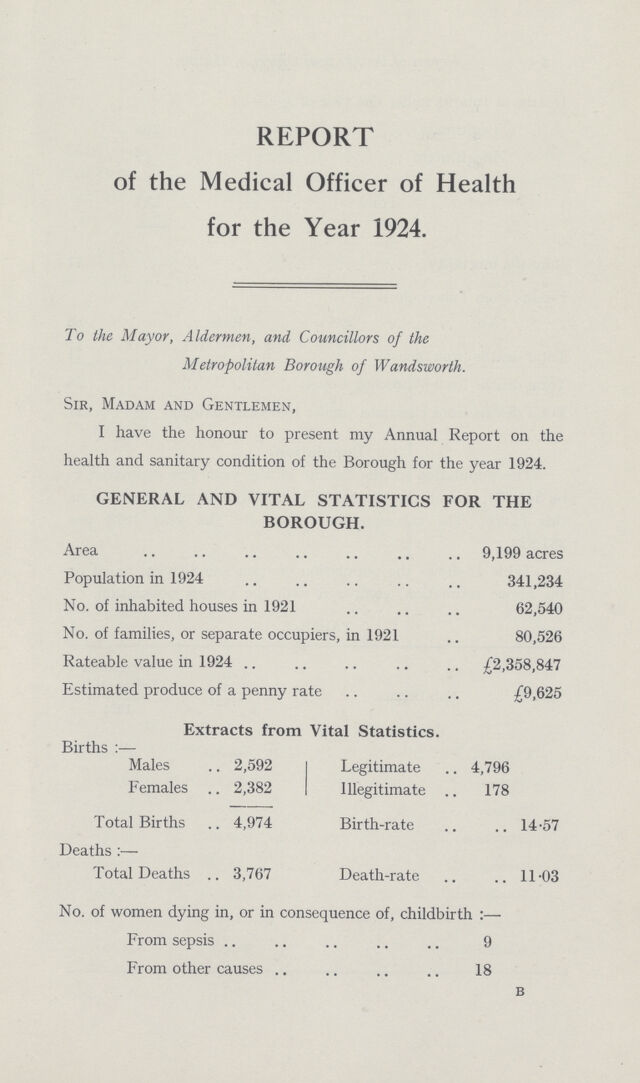 REPORT
of the Medical Officer of Health
for the Year 1924.
To the Mayor, Aldermen, and Councillors of the
Metropolitan Borough of Wandsworth.
Sir, Madam and Gentlemen,
I have the honour to present my Annual Report on the
health and sanitary condition of the Borough for the year 1924.
GENERAL AND VITAL STATISTICS FOR THE
BOROUGH.
Area .. .. .. .. .. .. .. 9,199 acres
Population in 1924 .. .. .. .. .. 341,234
No. of inhabited houses in 1921 .. .. .. 62,540
No. of families, or separate occupiers, in 1921 .. 80,526
Rateable value in 1924 .. .. .. .. .. £2,358,847
Estimated produce of a penny rate .. .. .. £9,625
Extracts from Vital Statistics.
Births :—
Males .. 2,592 Legitimate .. 4,796
Females .. 2,382 Illegitimate .. 178
Total Births .. 4,974 Birth-rate .. .. 14·57
Deaths :—
Total Deaths .. 3,767 Death-rate .. .. 11·03
No. of women dying in, or in consequence of, childbirth :—
From sepsis .. .. .. .. .. 9
From other causes .. .. .. .. 18
B